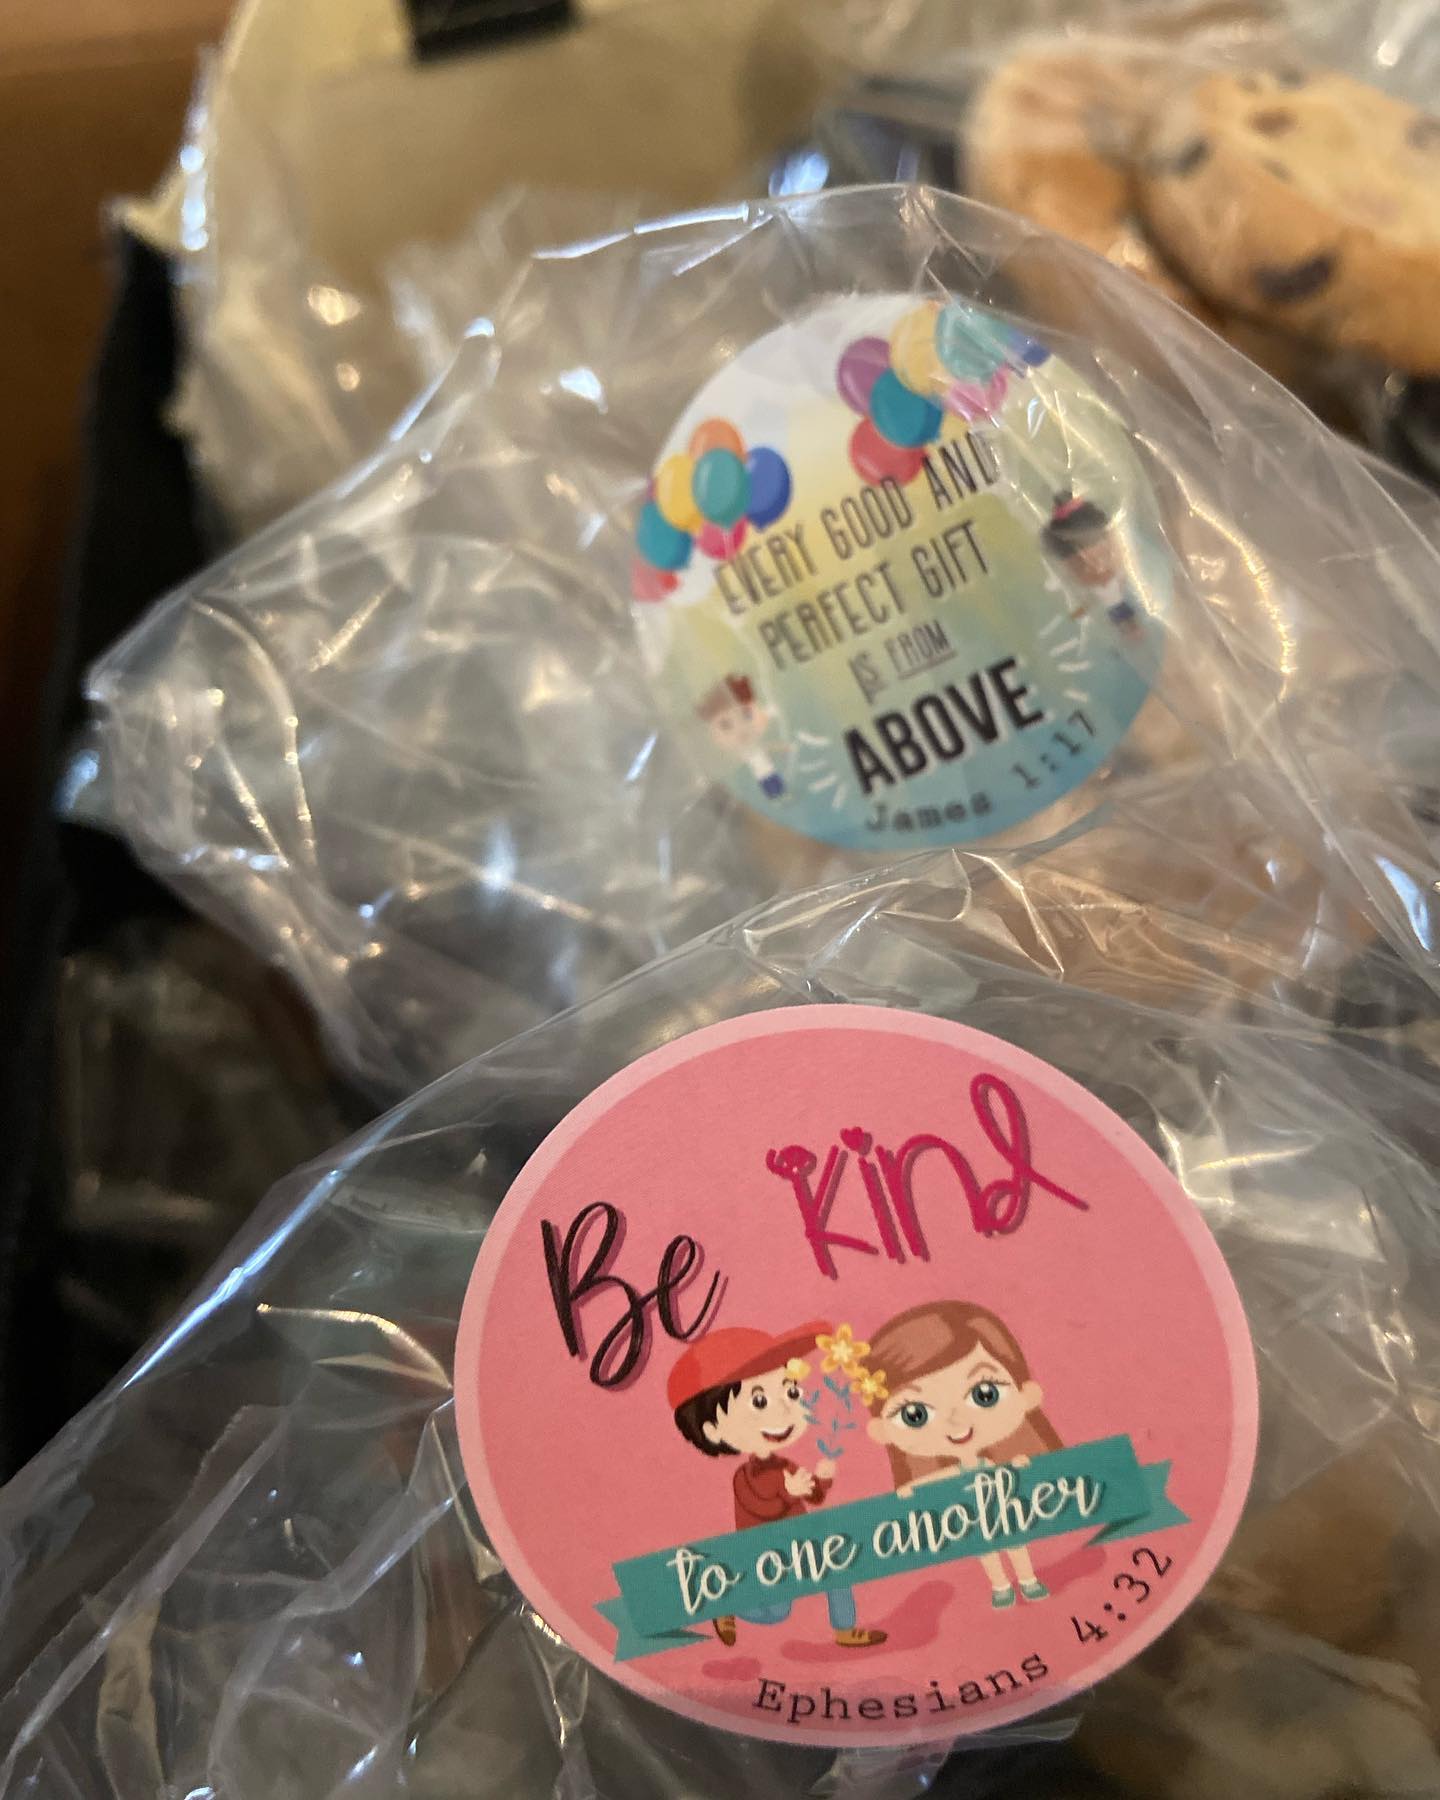 EVERY GOOD AND
PERFECT GIFT
IS FROM
ABOVE
James 1:17
Be kind
to one another
Ephesians 4:32